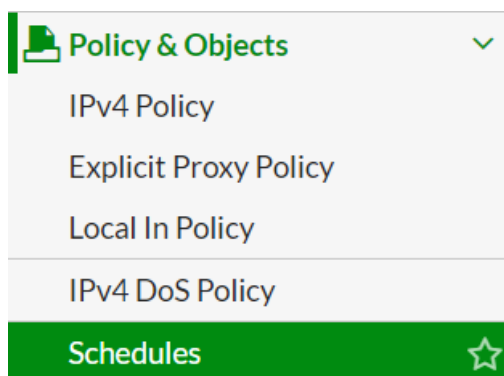 Policy & Objects
IPv4 Policy
Explicit Proxy Policy
Local In Policy
IPv4 DoS Policy
Schedules